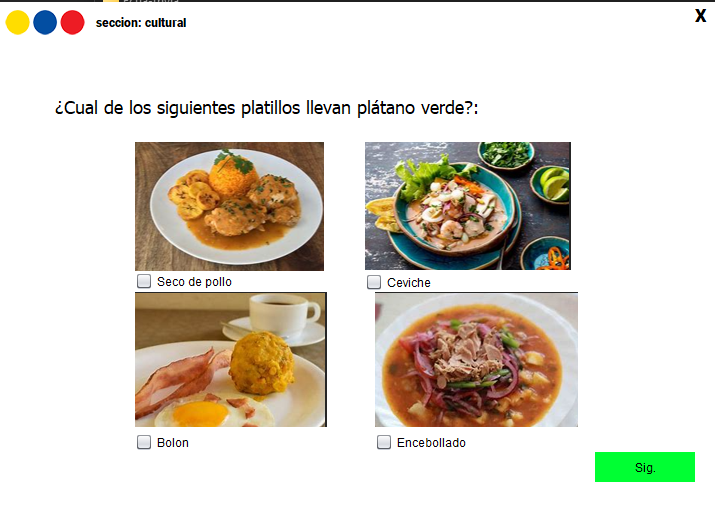 seccion: cultural
X
¿Cual de los siguientes platillos llevan plátano verde?:
Seco de pollo
Ceviche
Bolon
Encebollado
Sig.